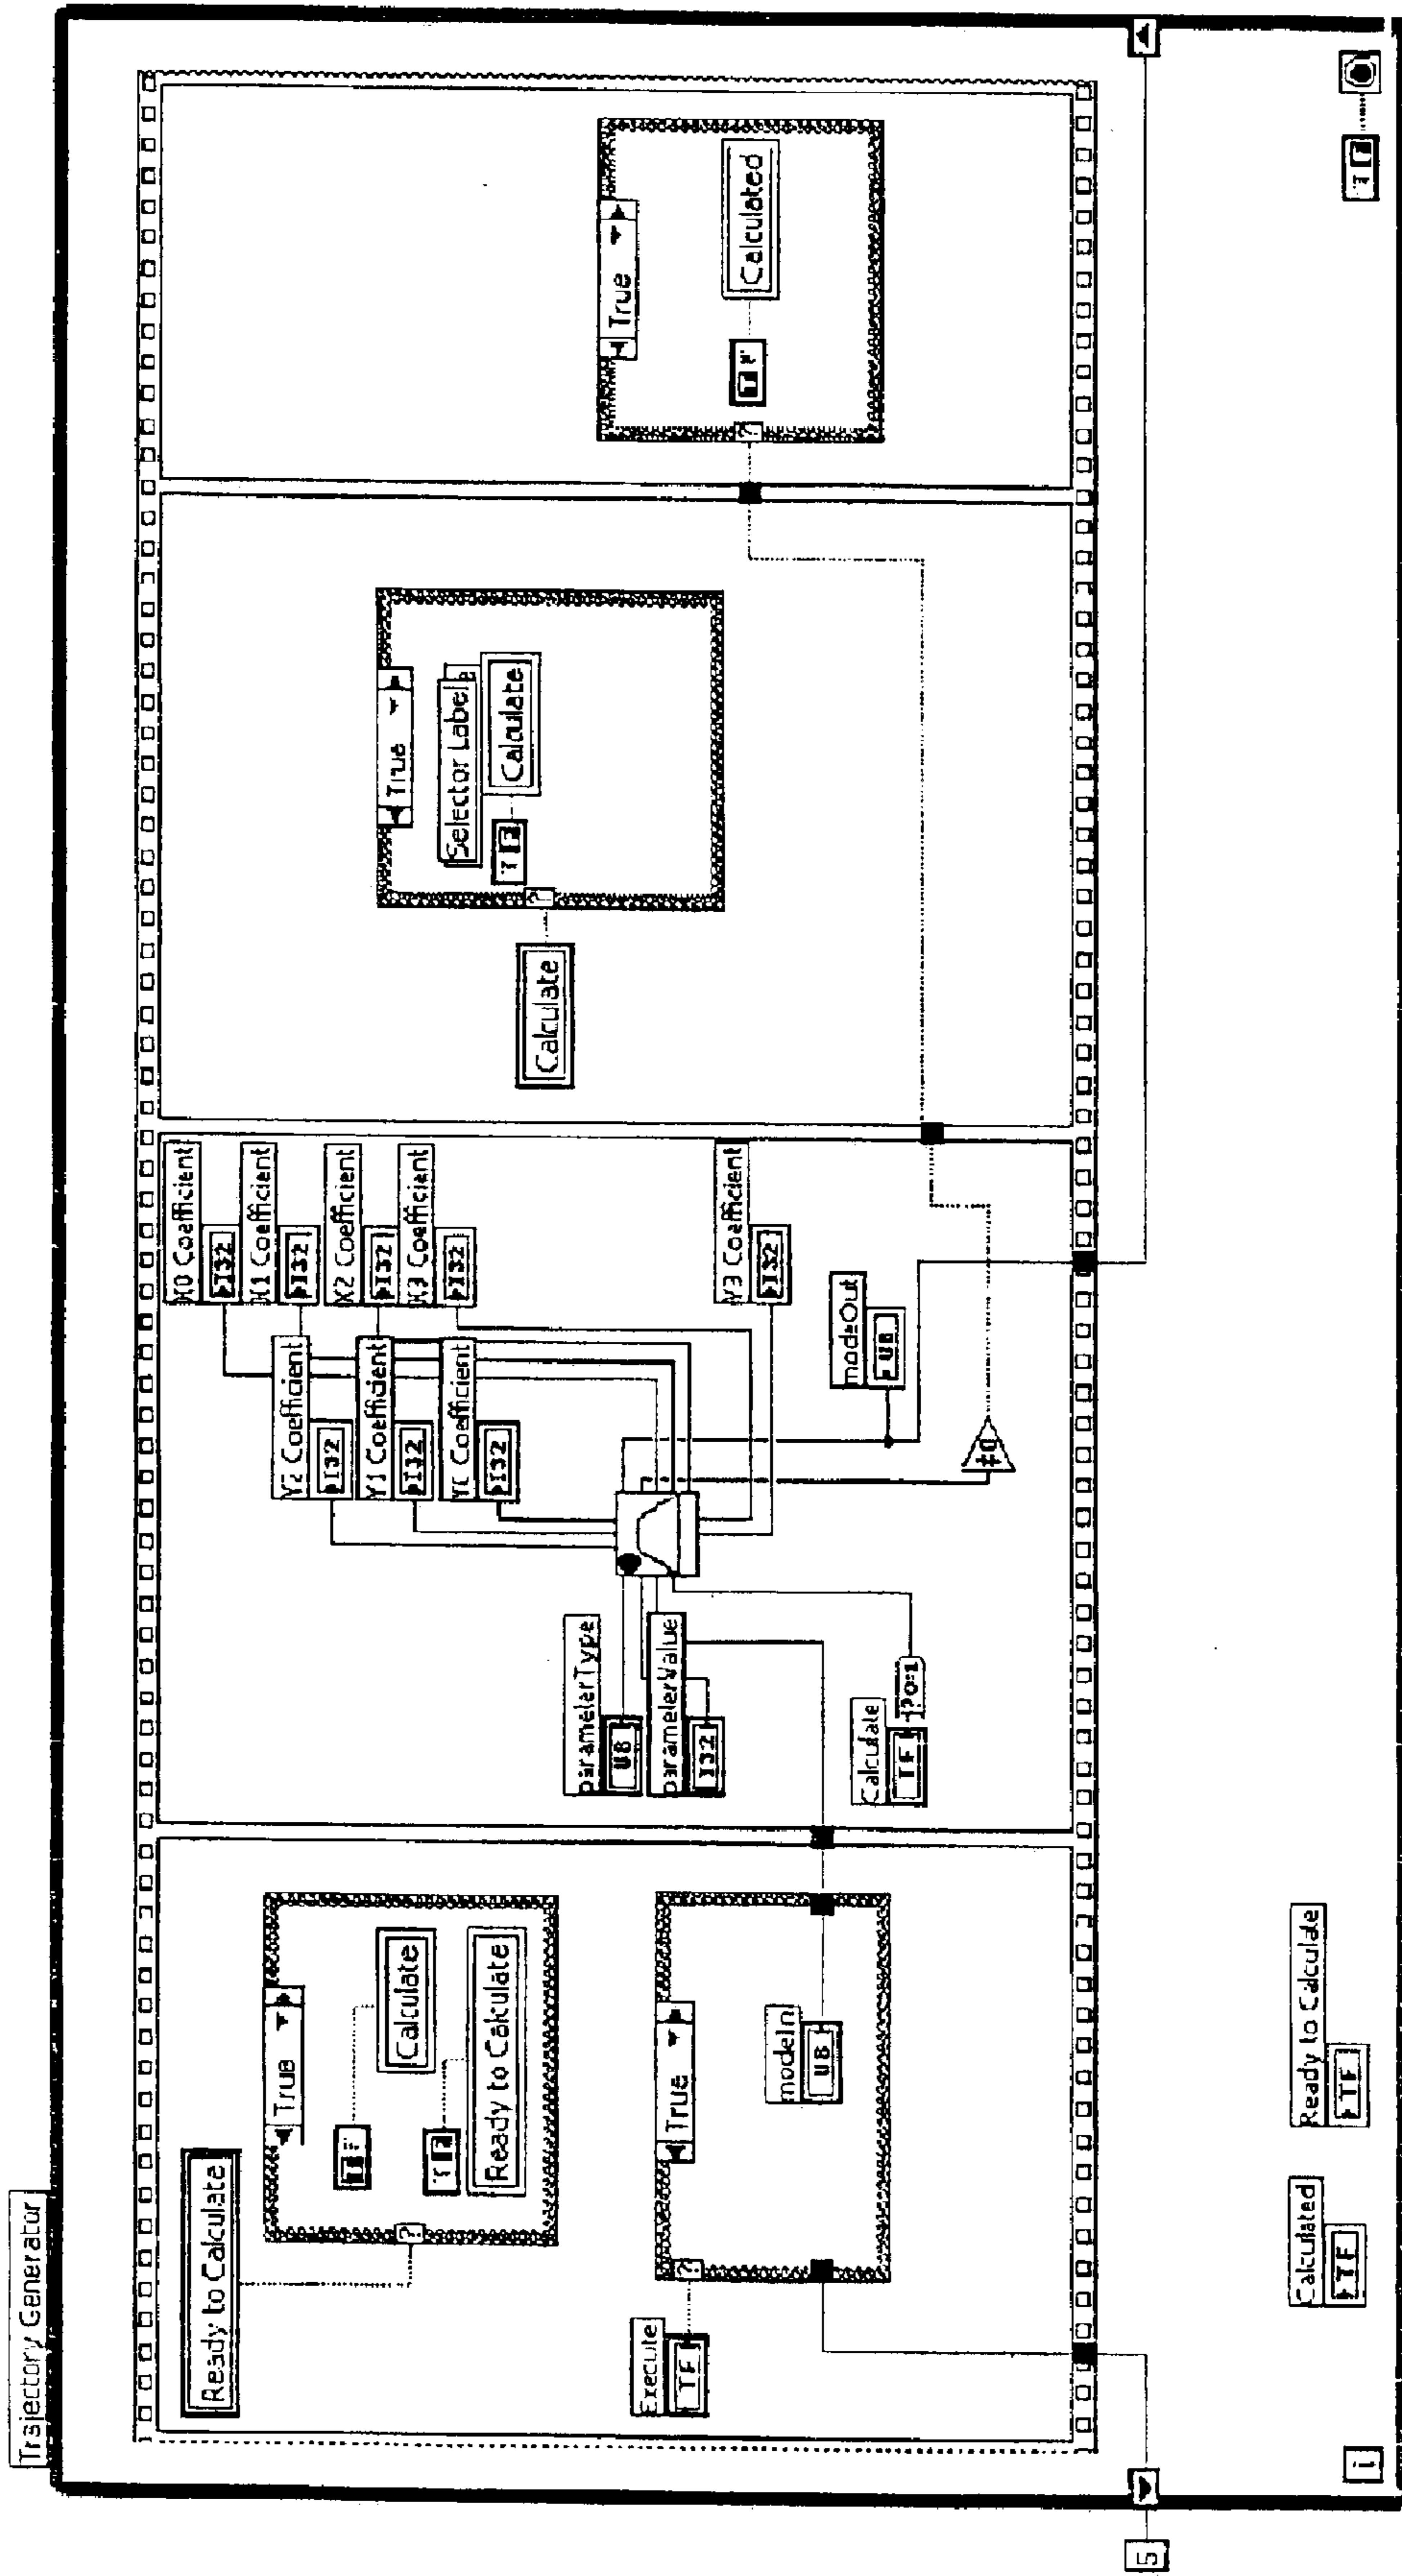 Trajectory Generator
Ready to Calculate
True
Calculate
Ready to Calculate
Execute
TF
True
modeIn
U8
parameterType
U8
parameterValue
I32
Calculate
TF
?0:1
X0 Coefficient
I32
X1 Coefficient
I32
X2 Coefficient
I32
X3 Coefficient
I32
Y2 Coefficient
I32
Y1 Coefficient
I32
I32
Y3 Coefficient
I32
modeOut
U8
≠0
Calculate
True
Selector Label
T F
Calculate
True
T F
Calculated
Calculated
TF
Ready to Calculate
TF
5
i